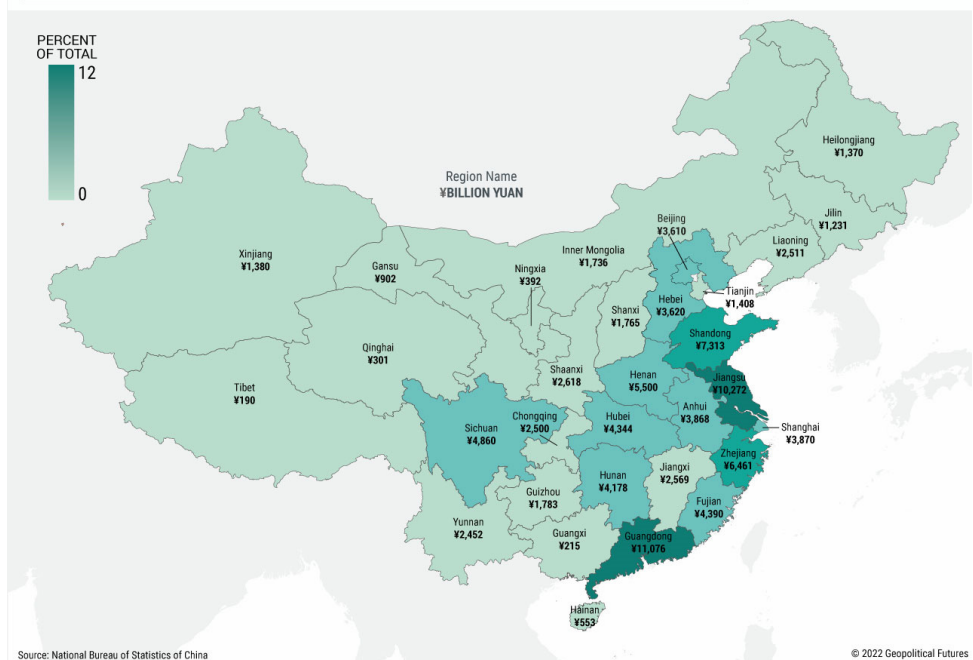 PERCENT
OF TOTAL
12
0
Region Name
¥BILLION YUAN
Heilongjiang
¥1,370
Jilin
¥1,231
Liaoning
¥2,511
Beijing
¥3,610
Tianjin
¥1,408
Inner Mongolia
¥1,736
Xinjiang
¥1,380
Gansu
¥902
Ningxia
¥392
Shanxi
¥1,765
Hebei
¥3,620
Shandong
¥7,313
Qinghai
¥301
Shaanxi
¥2,618
Henan
¥5,500
Jiangsu
¥10,272
Tibet
¥190
Sichuan
¥4,860
Chongqing
¥2,500
Hubei
¥4,344
Anhui
¥3,868
Shanghai
¥3,870
Zhejiang
¥6,461
Hunan
¥4,178
Jiangxi
¥2,569
Guizhou
¥1,783
Fujian
¥4,390
Yunnan
¥2,452
Guangxi
¥215
Guangdong
¥11,076
Hainan
¥553
Source: National Bureau of Statistics of China
© 2022 Geopolitical Futures